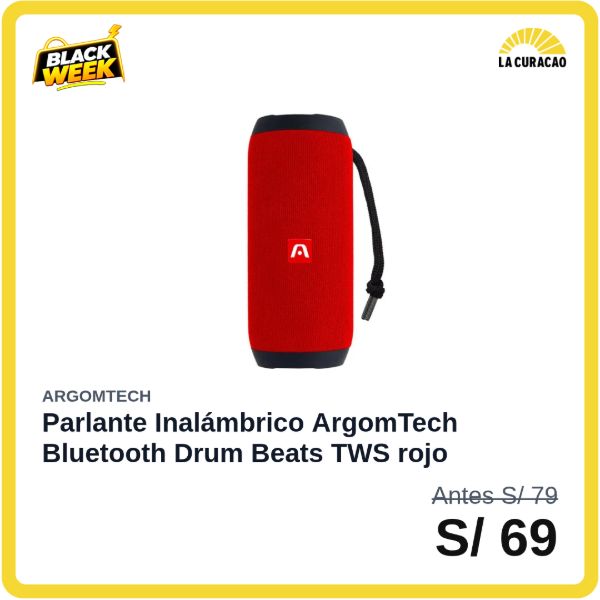 BLACK
WEEK
LA CURACAO
ARGOMTECH
Parlante Inalámbrico ArgomTech
Bluetooth Drum Beats TWS rojo
Antes S/ 79
S/ 69